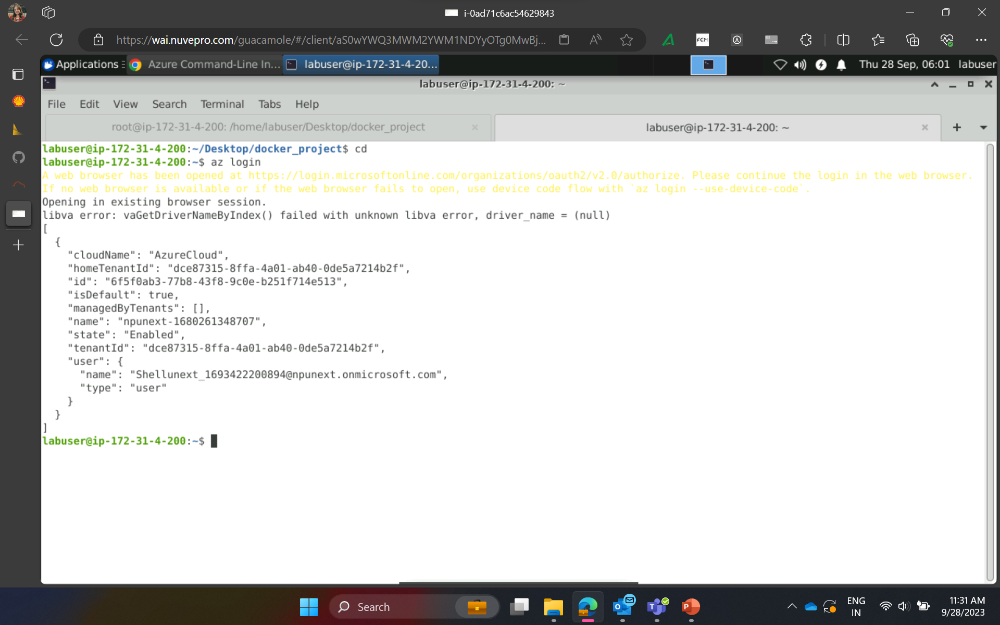 i-0ad71c6ac54629843
https://wai.nuvepro.com/guacamole/#/client/aS0wYWQ3MWM2YWM1NDYyOTg0MwBj...
FCM
Applications
Azure Command-Line In...
labuser@ip-172-31-4-20...
Thu 28 Sep, 06:01 labuser
labuser@ip-172-31-4-200: ~
File Edit View Search Terminal Tabs Help
root@ip-172-31-4-200: /home/labuser/Desktop/docker_project
labuser@ip-172-31-4-200: ~
labuser@ip-172-31-4-200:~/Desktop/docker_project$ cd
labuser@ip-172-31-4-200:~$ az login
A web browser has been opened at https://login.microsoftonline.com/organizations/oauth2/v2.0/authorize. Please continue the login in the web browser.
If no web browser is available or if the web browser fails to open, use device code flow with `az login --use-device-code`.
Opening in existing browser session.
libva error: vaGetDriverNameByIndex() failed with unknown libva error, driver_name = (null)
[
  {
    "cloudName": "AzureCloud",
    "homeTenantId": "dce87315-8ffa-4a01-ab40-0de5a7214b2f",
    "id": "6f5f0ab3-77b8-43f8-9c0e-b251f714e513",
    "isDefault": true,
    "managedByTenants": [],
    "name": "npunext-1680261348707",
    "state": "Enabled",
    "tenantId": "dce87315-8ffa-4a01-ab40-0de5a7214b2f",
    "user": {
      "name": "Shellunext_1693422200894@npunext.onmicrosoft.com",
      "type": "user"
    }
  }
]
labuser@ip-172-31-4-200:~$
Search
ENG
IN
11:31 AM
9/28/2023